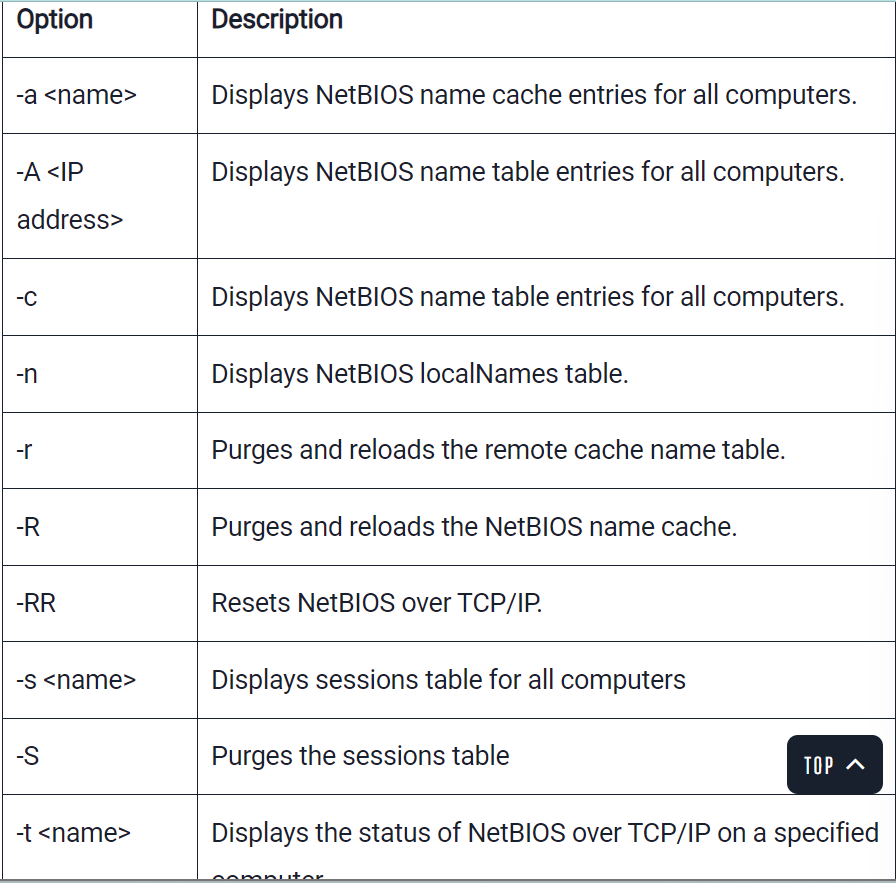 Option Description
-a <name> Displays NetBIOS name cache entries for all computers.
-A <IP Displays NetBIOS name table entries for all computers.
address>
-c Displays NetBIOS name table entries for all computers.
-n Displays NetBIOS localNames table.
-r Purges and reloads the remote cache name table.
-R Purges and reloads the NetBIOS name cache.
-RR Resets NetBIOS over TCP/IP.
-s <name> Displays sessions table for all computers
-S Purges the sessions table
TOP
-t <name> Displays the status of NetBIOS over TCP/IP on a specified
computer